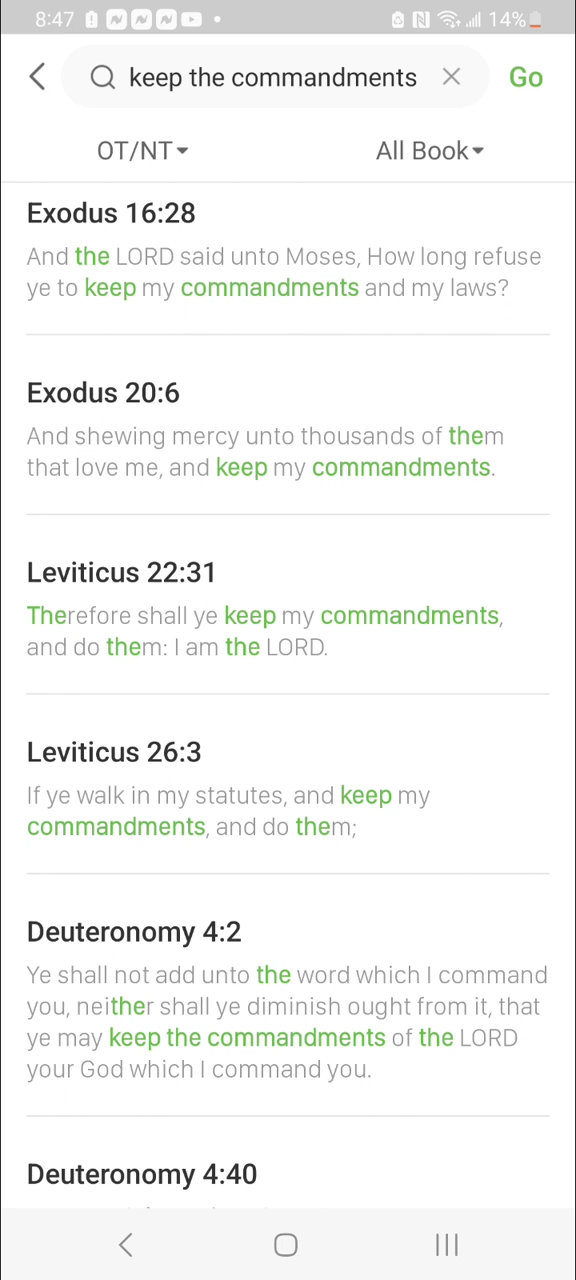 8:47
14%
keep the commandments
Go
OT/NT
All Book
Exodus 16:28
And the LORD said unto Moses, How long refuse
ye to keep my commandments and my laws?
Exodus 20:6
And shewing mercy unto thousands of them
that love me, and keep my commandments.
Leviticus 22:31
Therefore shall ye keep my commandments,
and do them: I am the LORD.
Leviticus 26:3
If ye walk in my statutes, and keep my
commandments, and do them;
Deuteronomy 4:2
Ye shall not add unto the word which I command
you, neither shall ye diminish ought from it, that
ye may keep the commandments of the LORD
your God which I command you.
Deuteronomy 4:40